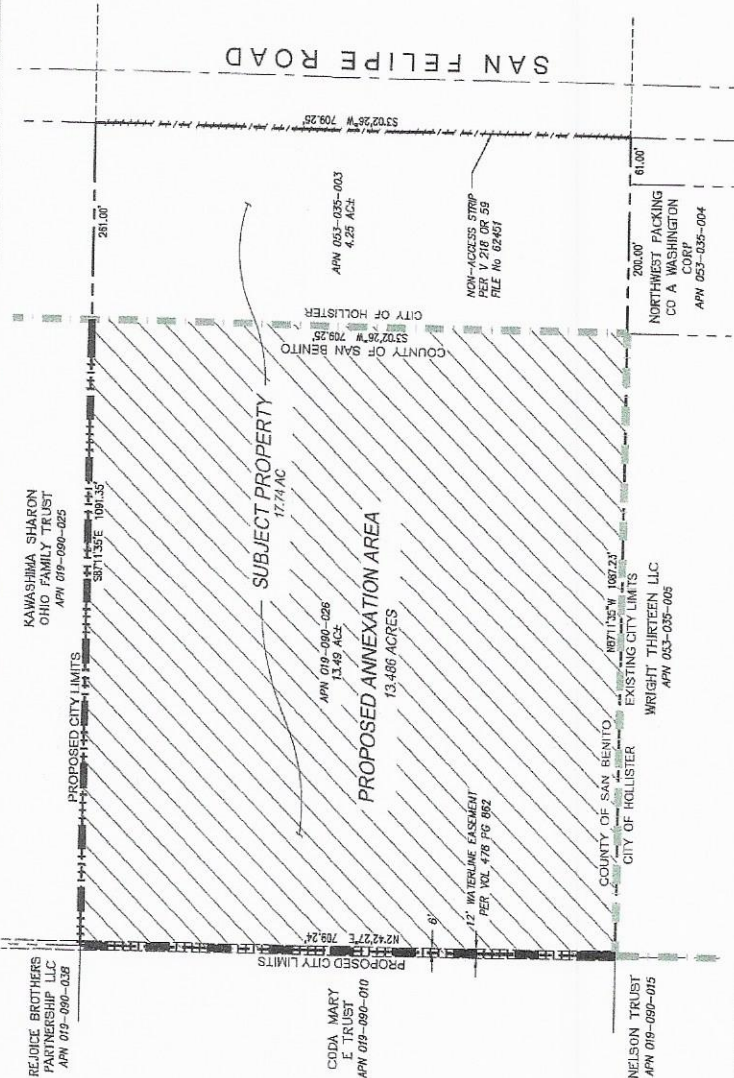 SAN FELIPE ROAD
KAWASHIMA SHARON
OHIO FAMILY TRUST
APN 019-090-025
REJOICE BROTHERS
PARTNERSHIP LLC
APN 019-090-038
PROPOSED CITY LIMITS
S87°11'35"E 1091.35'
261.00'
S3°02'26"W 709.25'
APN 053-035-003
4.25 AC±
NON-ACCESS STRIP
PER V 218 OR 59
FILE No 62451
CITY OF HOLLISTER
S3°02'26"W 709.25'
COUNTY OF SAN BENITO
SUBJECT PROPERTY
17.74 AC
APN 019-090-026
13.49 AC±
PROPOSED ANNEXATION AREA
13.486 ACRES
12' WATERLINE EASEMENT
PER VOL 478 PG 862
6'
N2°42'27"E 709.24'
PROPOSED CITY LIMITS
CODA MARY
E TRUST
APN 019-090-010
NELSON TRUST
APN 019-090-015
COUNTY OF SAN BENITO
CITY OF HOLLISTER
N87°11'35"W 1087.23'
EXISTING CITY LIMITS
WRIGHT THIRTEEN LLC
APN 053-035-005
200.00'
61.00'
NORTHWEST PACKING
CO A WASHINGTON
CORP
APN 053-035-004